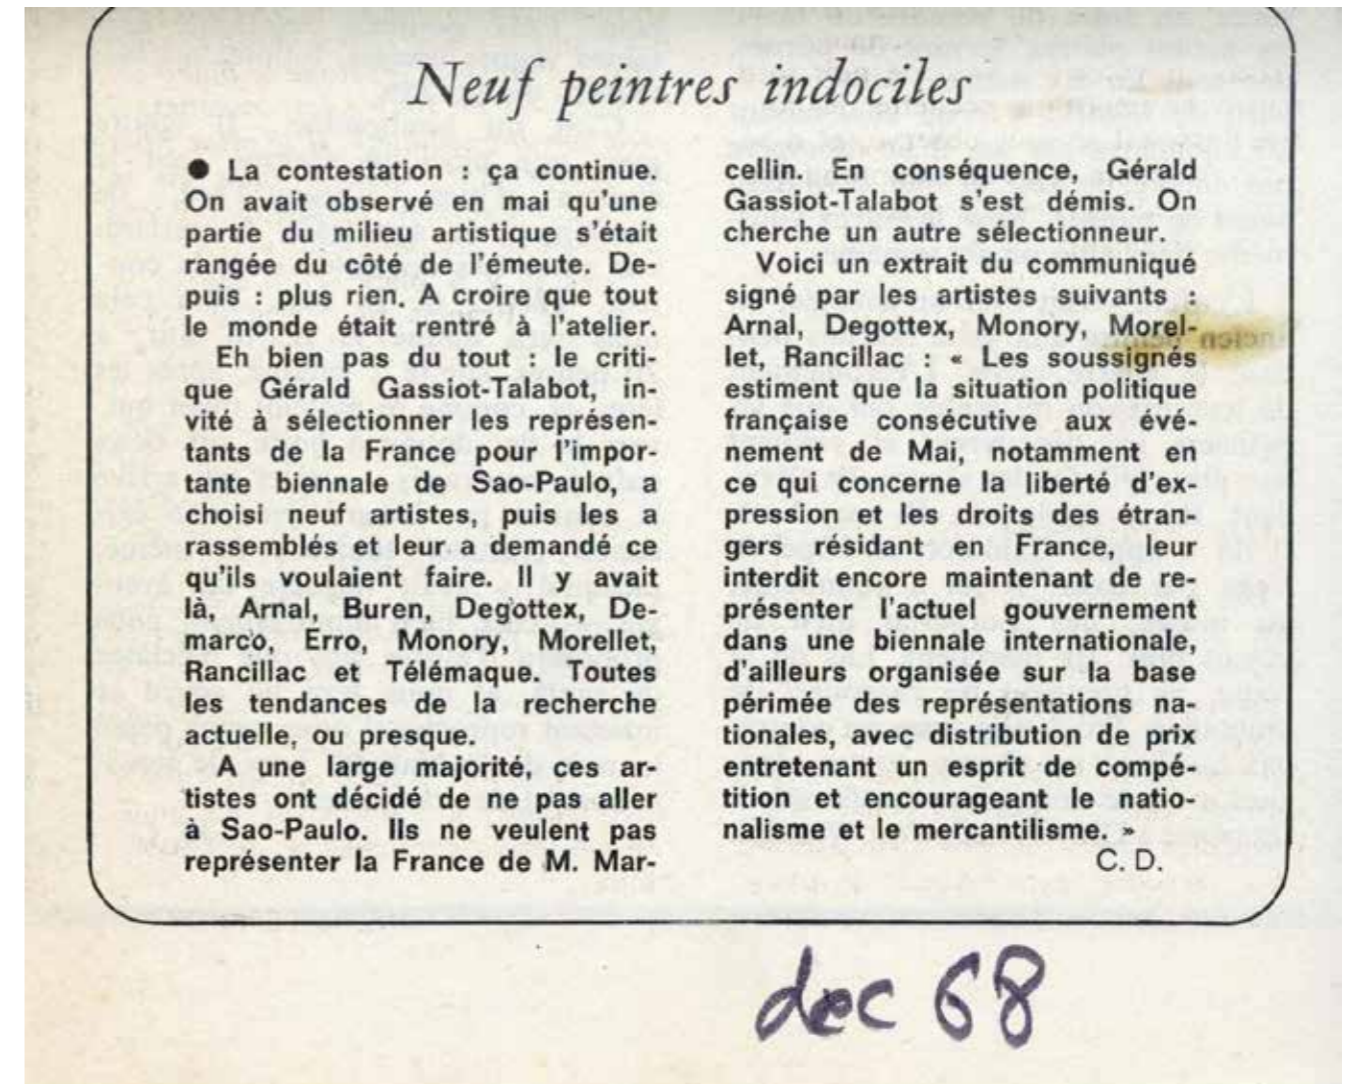 Neuf peintres indociles
● La contestation : ça continue.
On avait observé en mai qu'une
partie du milieu artistique s'était
rangée du côté de l'émeute. De-
puis : plus rien. A croire que tout
le monde était rentré à l'atelier.
Eh bien pas du tout : le criti-
que Gérald Gassiot-Talabot, in-
vité à sélectionner les représen-
tants de la France pour l'impor-
tante biennale de Sao-Paulo, a
choisi neuf artistes, puis les a
rassemblés et leur a demandé ce
qu'ils voulaient faire. Il y avait
là, Arnal, Buren, Degottex, De-
marco, Erro, Monory, Morellet,
Rancillac et Télémaque. Toutes
les tendances de la recherche
actuelle, ou presque.
A une large majorité, ces ar-
tistes ont décidé de ne pas aller
à Sao-Paulo. Ils ne veulent pas
représenter la France de M. Mar-
cellin. En conséquence, Gérald
Gassiot-Talabot s'est démis. On
cherche un autre sélectionneur.
Voici un extrait du communiqué
signé par les artistes suivants :
Arnal, Degottex, Monory, Morel-
let, Rancillac : « Les soussignés
estiment que la situation politique
française consécutive aux évé-
nement de Mai, notamment en
ce qui concerne la liberté d'ex-
pression et les droits des étran-
gers résidant en France, leur
interdit encore maintenant de re-
présenter l'actuel gouvernement
dans une biennale internationale,
d'ailleurs organisée sur la base
périmée des représentations na-
tionales, avec distribution de prix
entretenant un esprit de compé-
tition et encourageant le natio-
nalisme et le mercantilisme. »
C. D.
dec 68